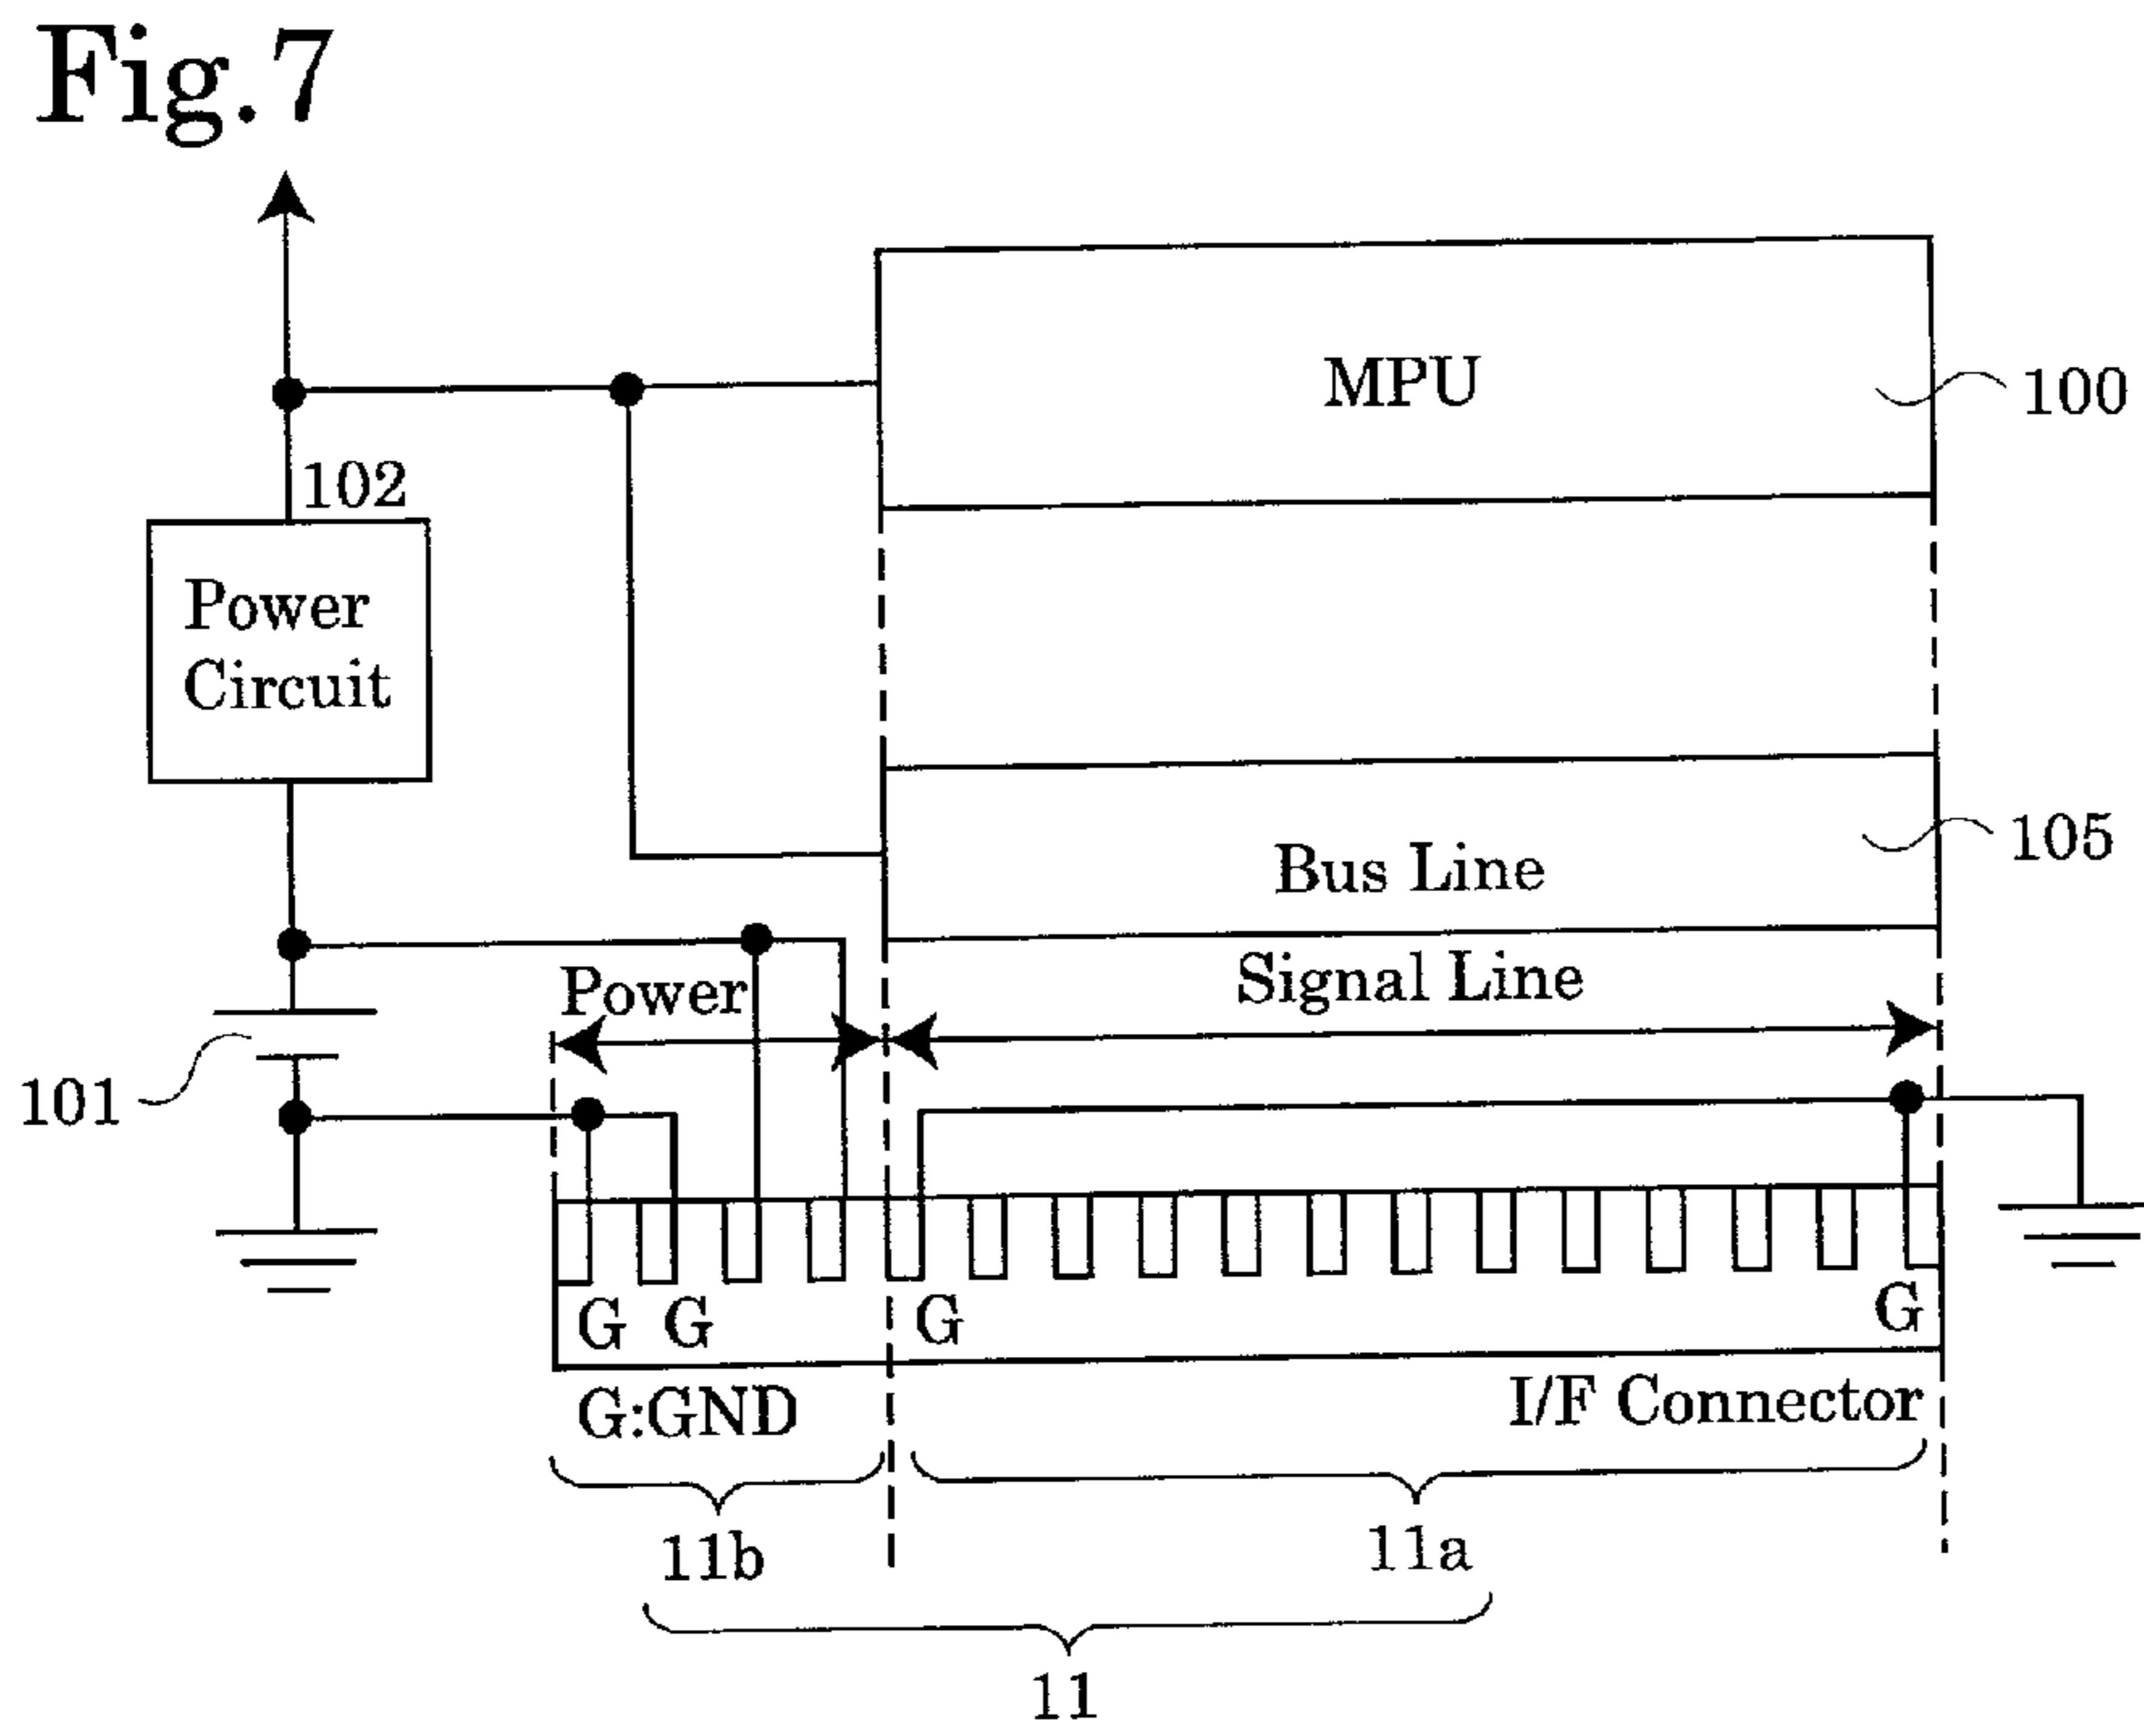 Fig.7
MPU
100
102
Power
Circuit
105
Bus Line
Power
Signal Line
101
G G G G
G:GND
I/F Connector
11b
11a
11